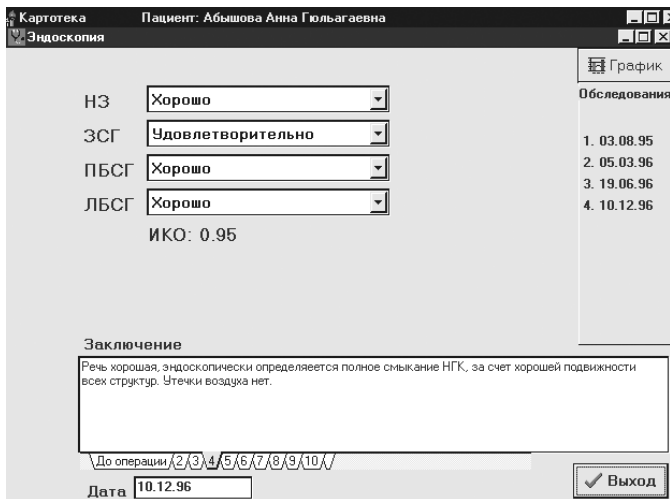 Картотека Пациент: Абышова Анна Гюльагаевна
Эндоскопия
График
Обследования
НЗ Хорошо
ЗСГ Удовлетворительно
ПБСГ Хорошо
ЛБСГ Хорошо
ИКО: 0.95
1. 03.08.95
2. 05.03.96
3. 19.06.96
4. 10.12.96
Заключение
Речь хорошая, эндоскопически определяеется полное смыкание НГК, за счет хорошей подвижности
всех структур. Утечки воздуха нет.
До операции 2 3 4 5 6 7 8 9 10
Дата 10.12.96
Выход